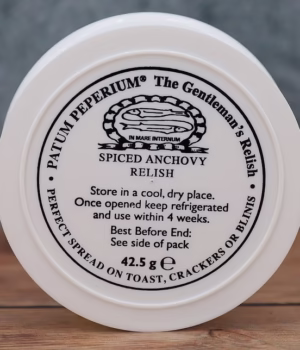 PATUM PEPERIUM® The Gentleman's Relish
IN MARE INTERNUM
SPICED ANCHOVY
RELISH
Store in a cool, dry place.
Once opened keep refrigerated
and use within 4 weeks.
Best Before End:
See side of pack
42.5 g ℮
• PERFECT SPREAD ON TOAST, CRACKERS OR BLINIS •